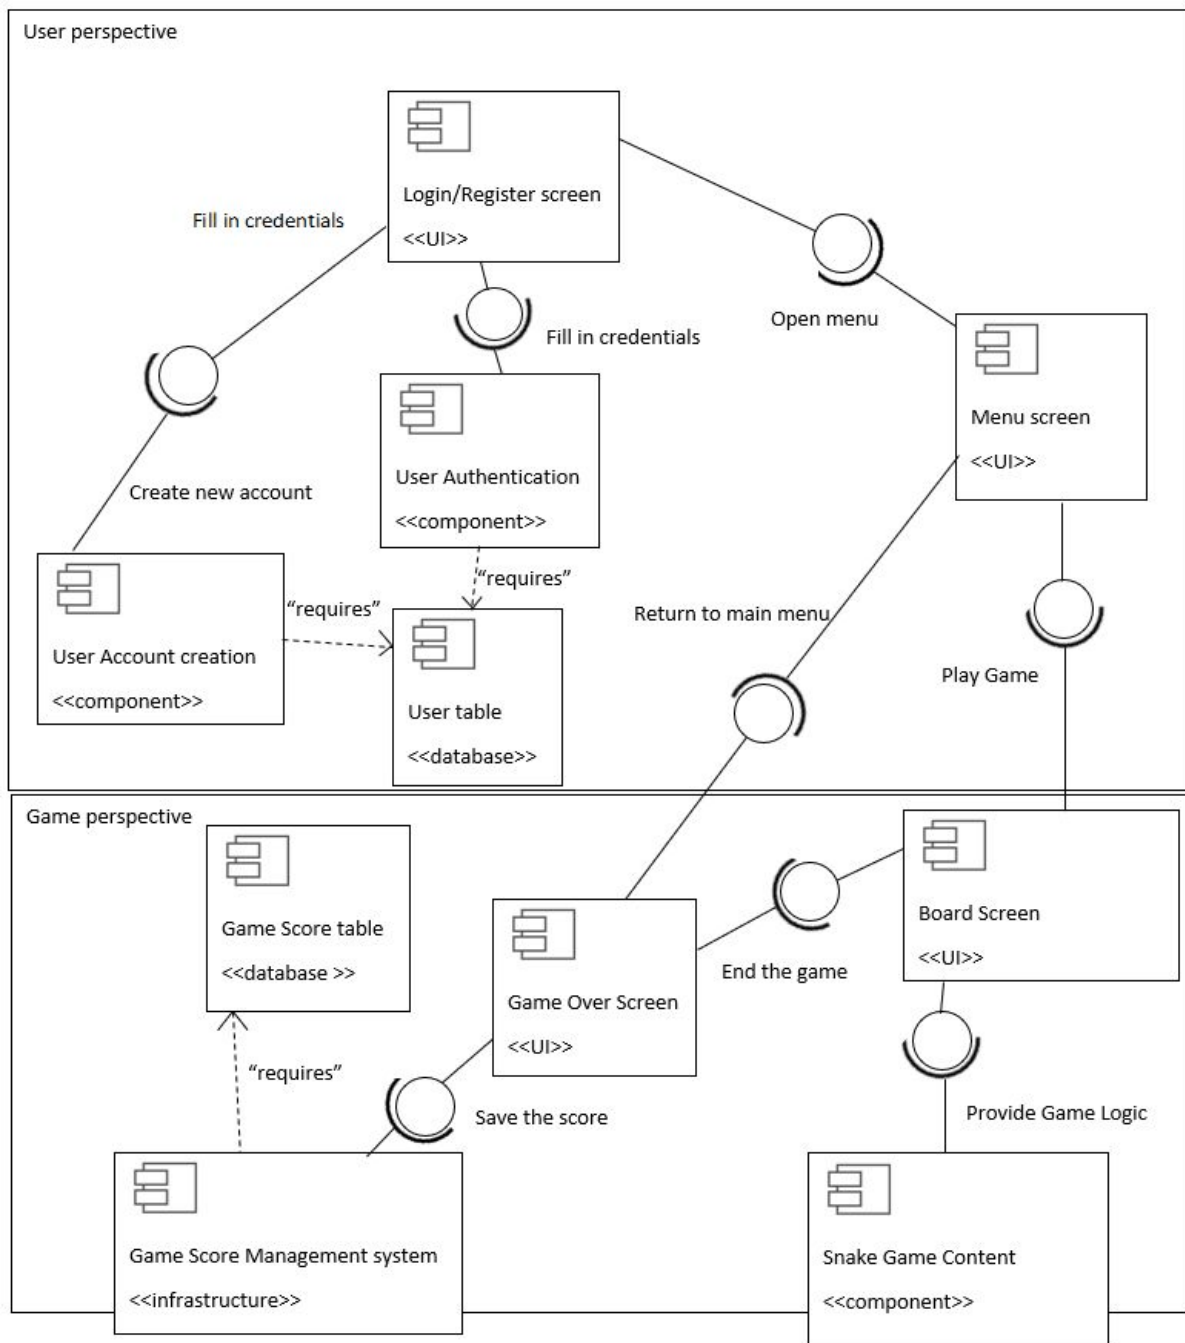 User perspective
Login/Register screen
<<UI>>
Fill in credentials
Fill in credentials
Open menu
Menu screen
<<UI>>
User Authentication
<<component>>
Create new account
“requires”
“requires”
User Account creation
<<component>>
User table
<<database>>
Return to main menu
Play Game
Game perspective
Game Score table
<<database >>
Board Screen
<<UI>>
End the game
Game Over Screen
<<UI>>
“requires”
Save the score
Provide Game Logic
Game Score Management system
<<infrastructure>>
Snake Game Content
<<component>>